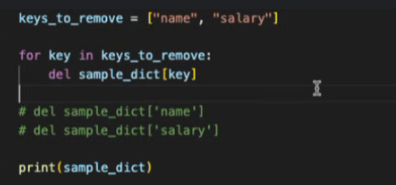 keys_to_remove = ["name", "salary"]
for key in keys_to_remove:
    del sample_dict[key]
# del sample_dict['name']
# del sample_dict['salary']
print(sample_dict)